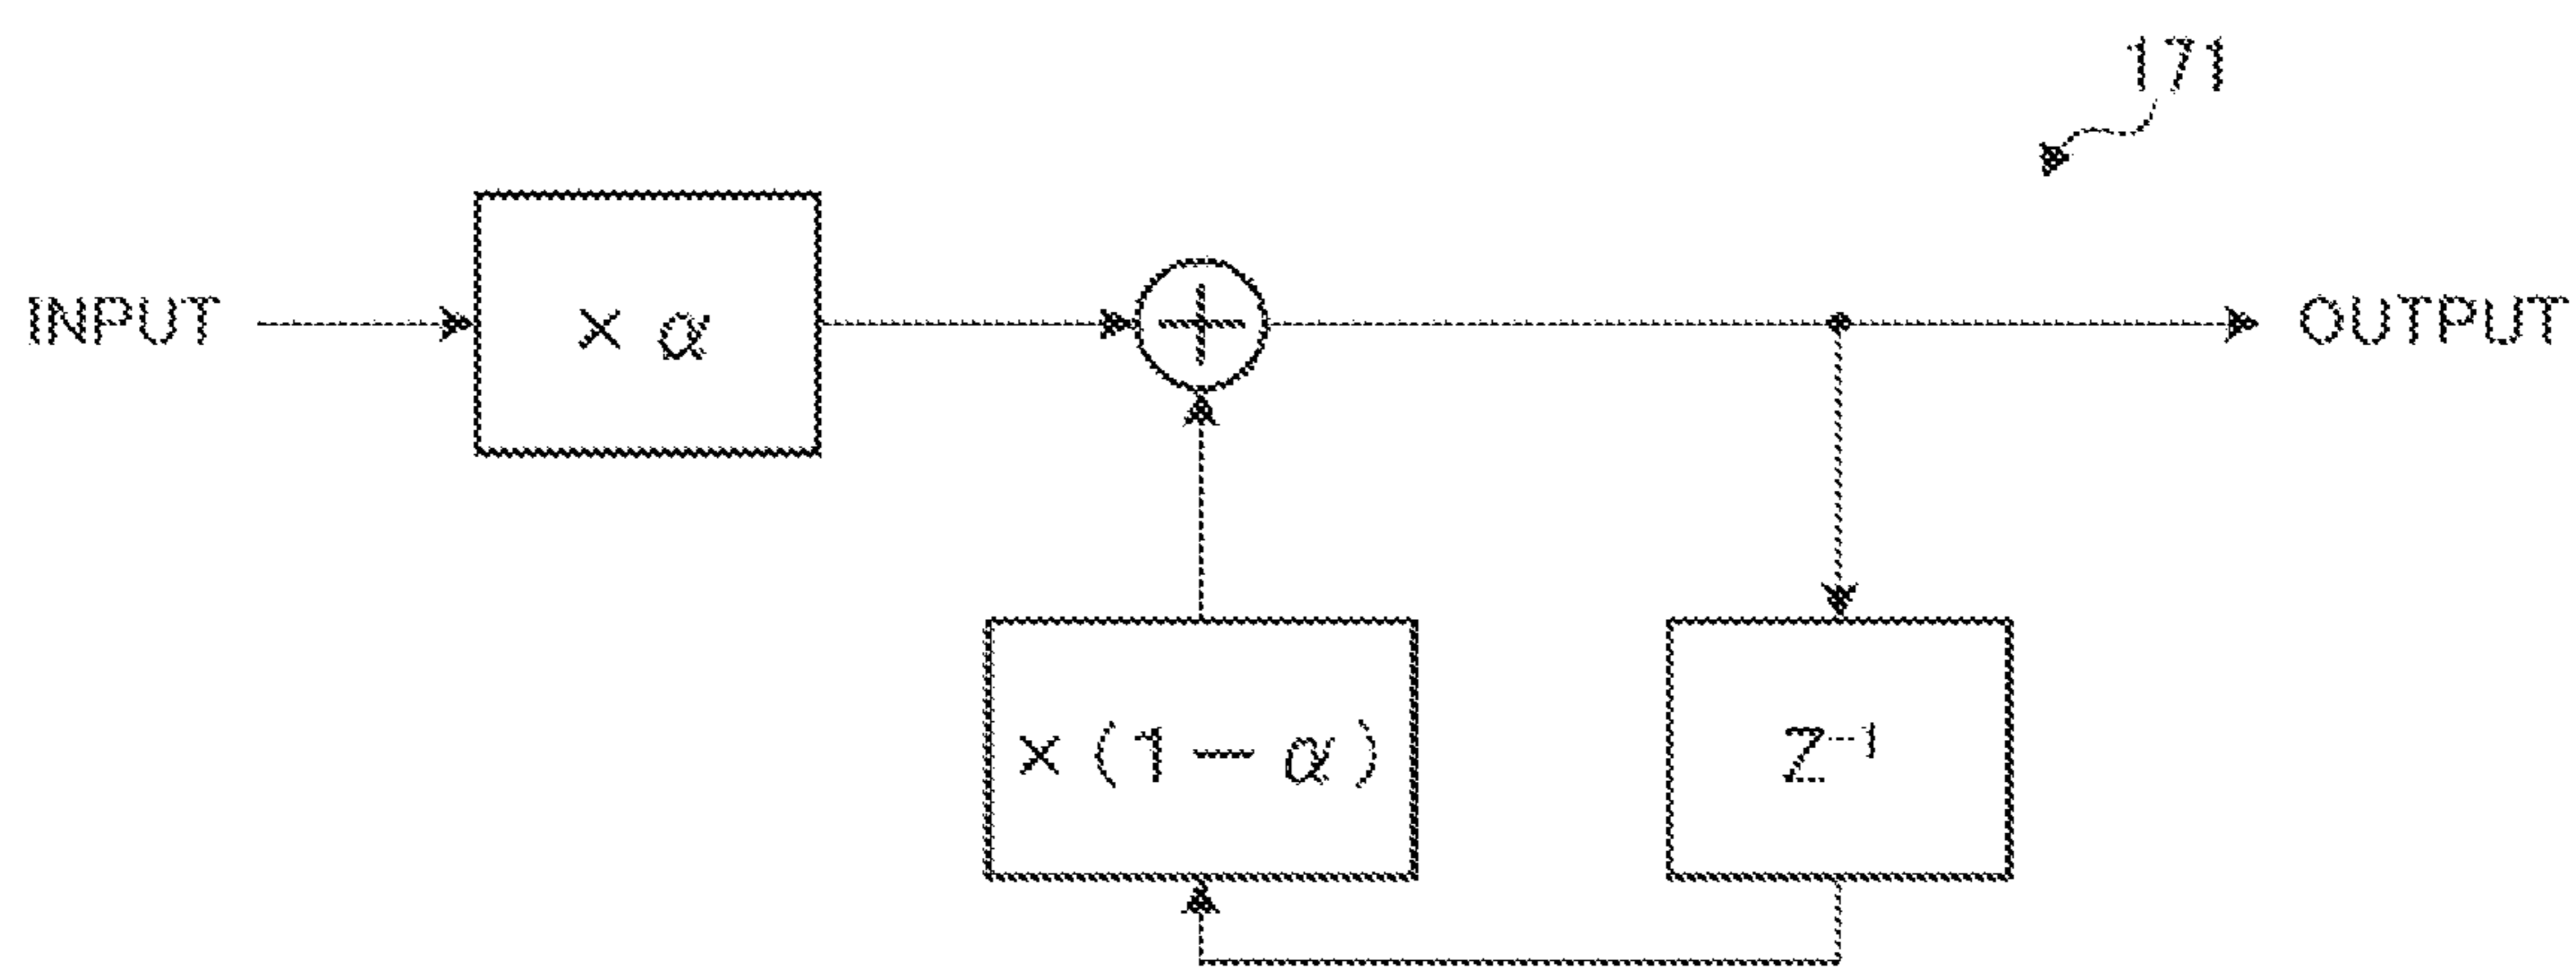 171
INPUT
× α
+
OUTPUT
× (1 − α)
Z⁻¹